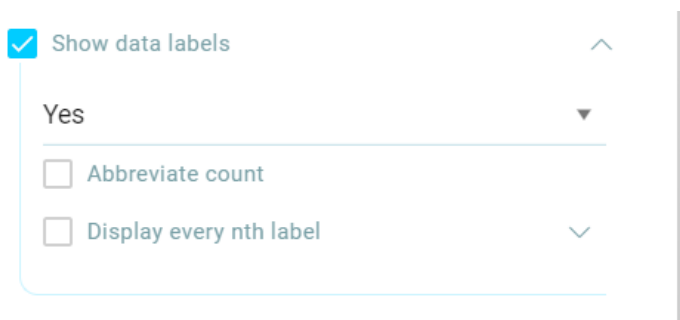 Show data labels
Yes
Abbreviate count
Display every nth label